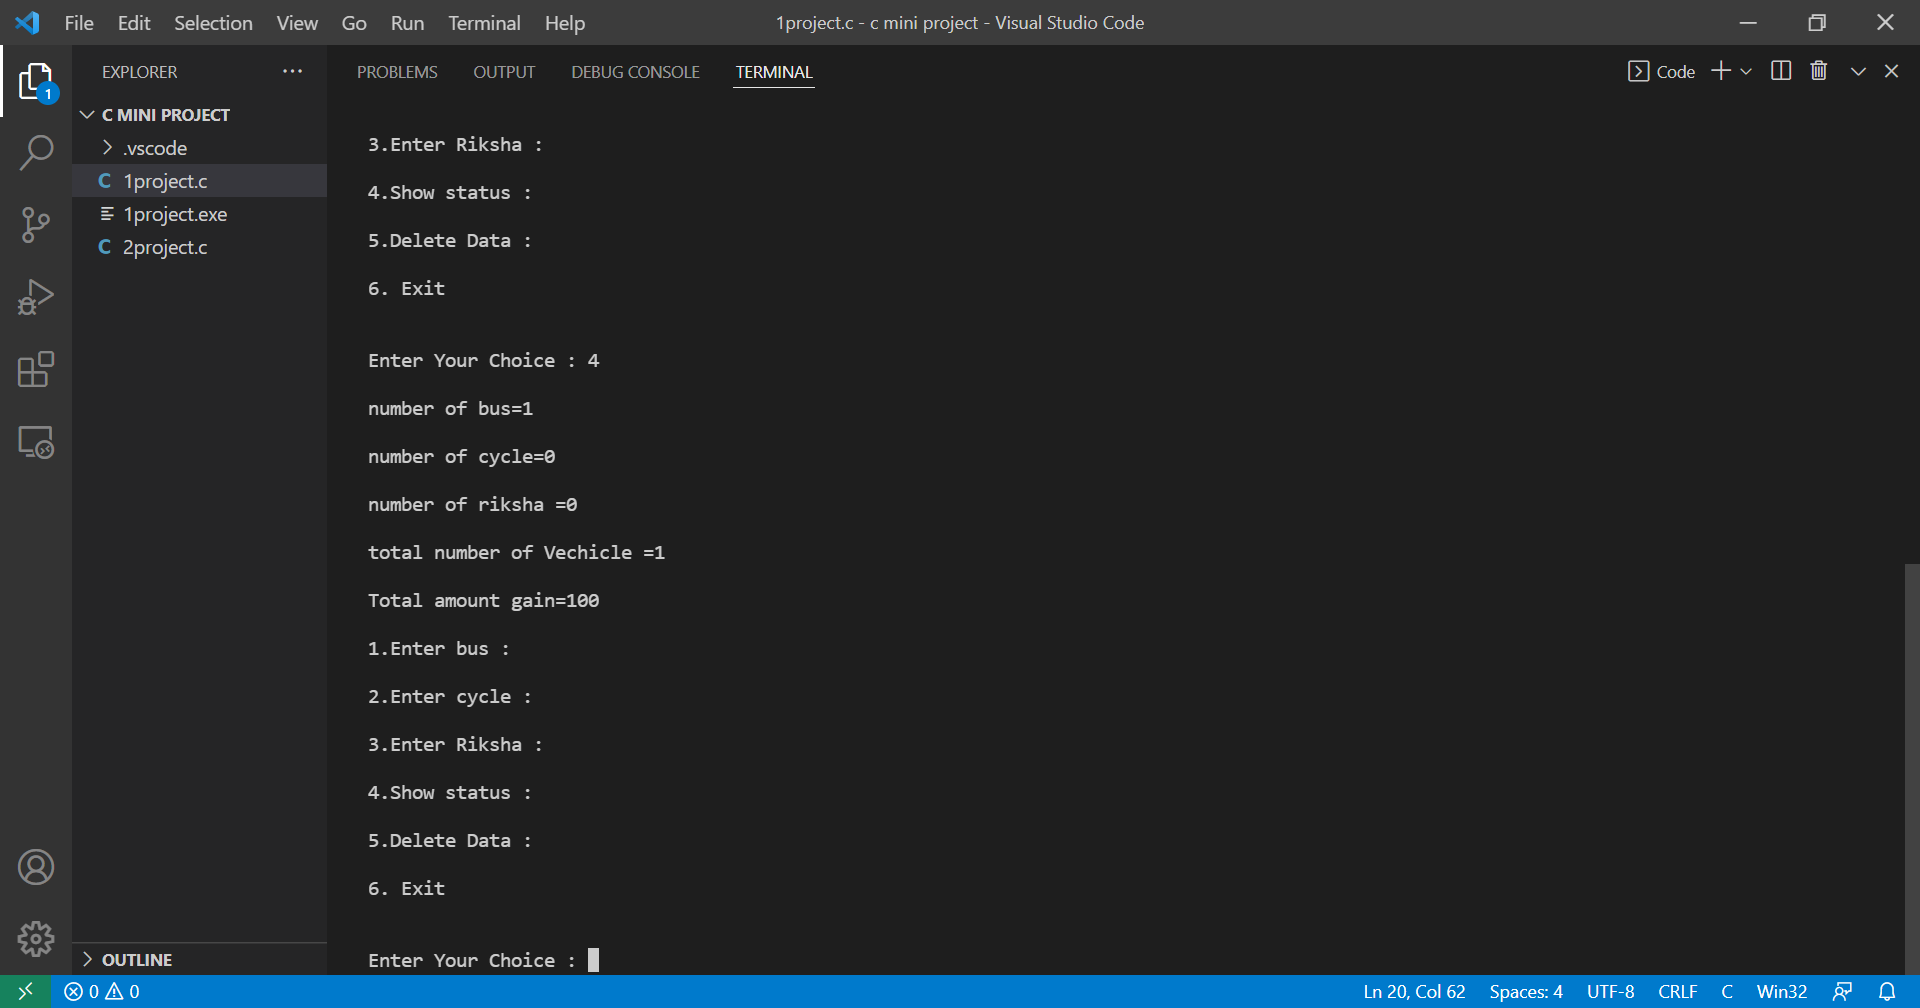 File Edit Selection View Go Run Terminal Help 1project.c - c mini project - Visual Studio Code
EXPLORER
PROBLEMS OUTPUT DEBUG CONSOLE TERMINAL Code
1
C MINI PROJECT
.vscode
C 1project.c
1project.exe
C 2project.c
3.Enter Riksha :
4.Show status :
5.Delete Data :
6. Exit
Enter Your Choice : 4
number of bus=1
number of cycle=0
number of riksha =0
total number of Vechicle =1
Total amount gain=100
1.Enter bus :
2.Enter cycle :
3.Enter Riksha :
4.Show status :
5.Delete Data :
6. Exit
Enter Your Choice :
OUTLINE
0 0 Ln 20, Col 62 Spaces: 4 UTF-8 CRLF C Win32